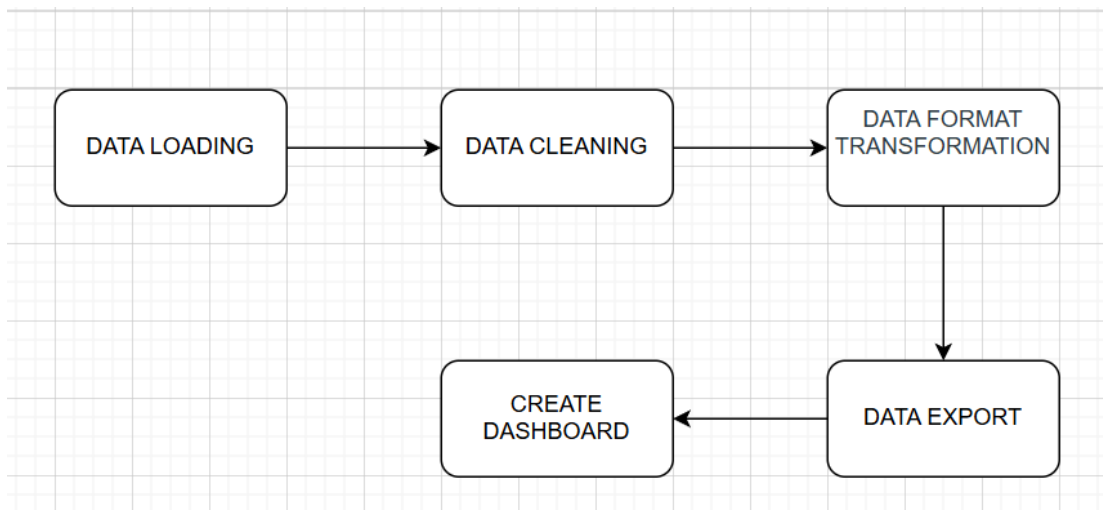 DATA LOADING
DATA CLEANING
DATA FORMAT
TRANSFORMATION
DATA EXPORT
CREATE
DASHBOARD